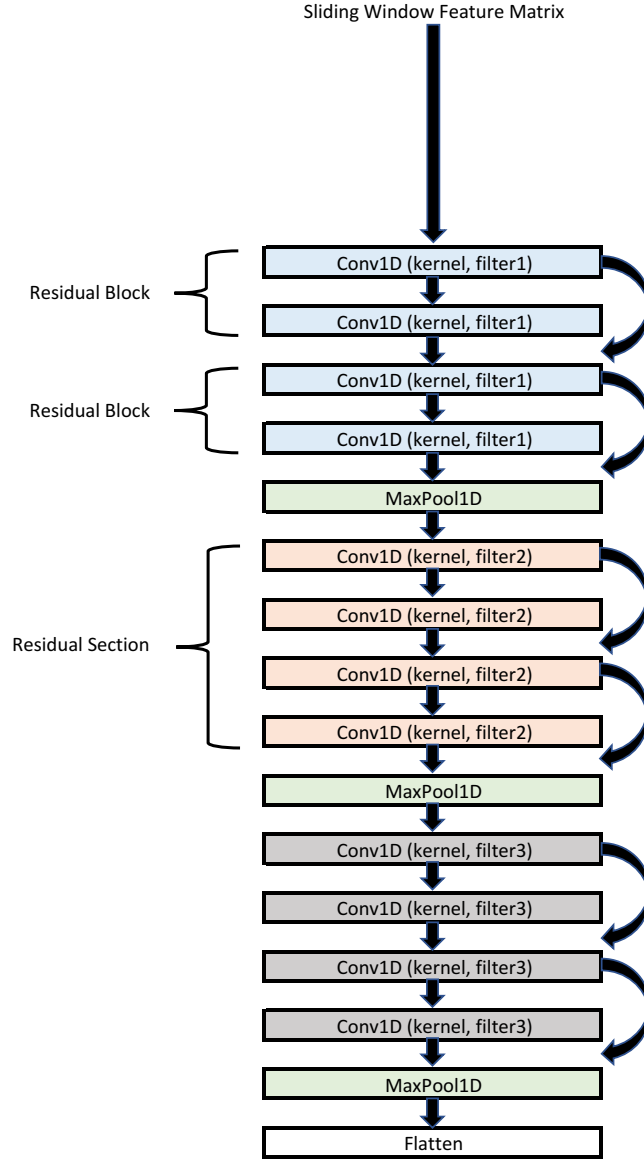 Sliding Window Feature Matrix
Conv1D (kernel, filter1)
Residual Block
Conv1D (kernel, filter1)
Conv1D (kernel, filter1)
Residual Block
Conv1D (kernel, filter1)
MaxPool1D
Conv1D (kernel, filter2)
Conv1D (kernel, filter2)
Residual Section
Conv1D (kernel, filter2)
Conv1D (kernel, filter2)
MaxPool1D
Conv1D (kernel, filter3)
Conv1D (kernel, filter3)
Conv1D (kernel, filter3)
Conv1D (kernel, filter3)
MaxPool1D
Flatten